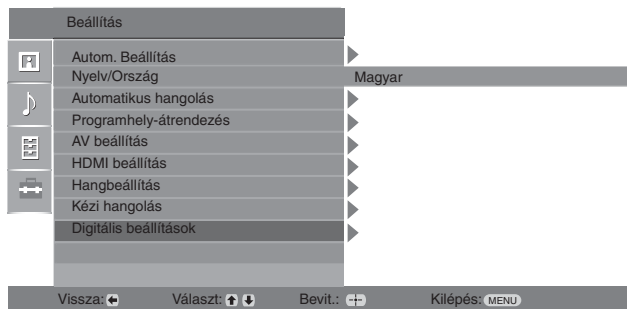 Beállítás
Autom. Beállítás
Nyelv/Ország Magyar
Automatikus hangolás
Programhely-átrendezés
AV beállítás
HDMI beállítás
Hangbeállítás
Kézi hangolás
Digitális beállítások
Vissza: Választ: Bevit.: Kilépés: MENU